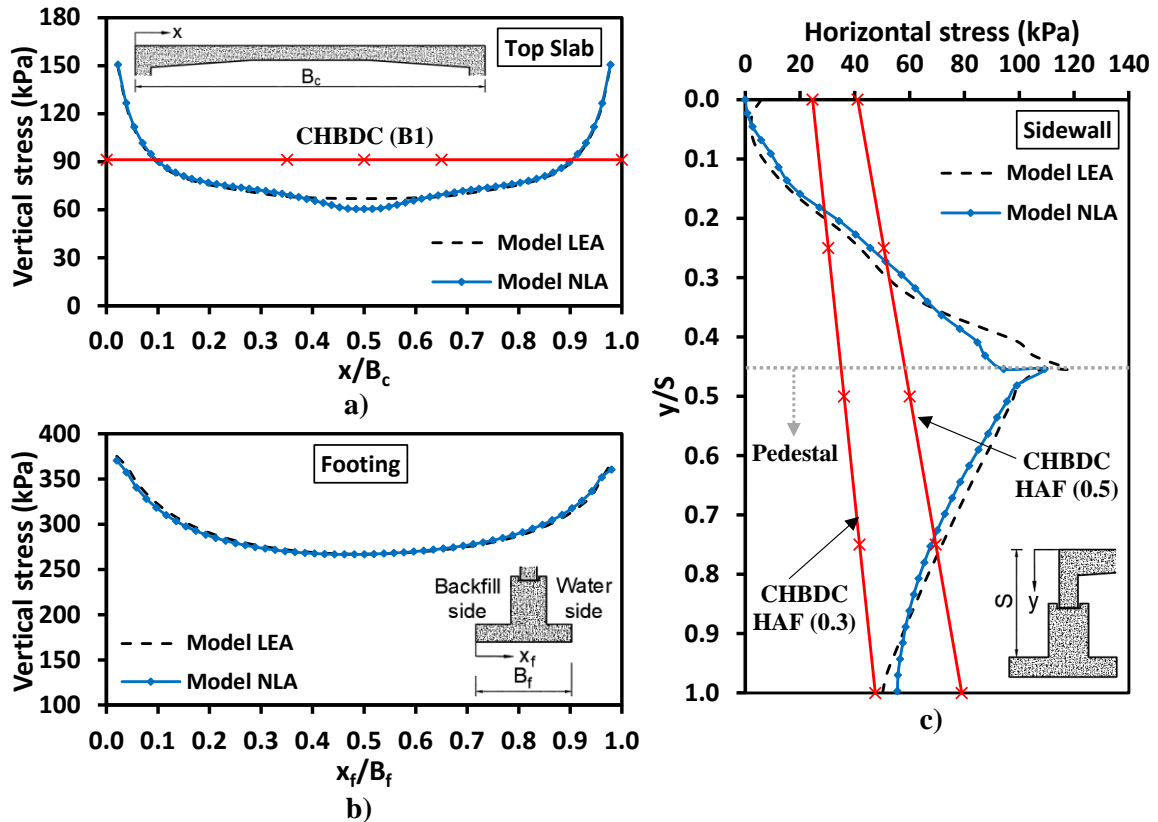 Vertical stress (kPa)
180
150
120
90
60
30
0
x
B_c
Top Slab
CHBDC (B1)
Model LEA
Model NLA
0.0 0.1 0.2 0.3 0.4 0.5 0.6 0.7 0.8 0.9 1.0
x/B_c
a)
Vertical stress (kPa)
400
350
300
250
200
150
100
Footing
Backfill side
Water side
x_f
B_f
Model LEA
Model NLA
0.0 0.1 0.2 0.3 0.4 0.5 0.6 0.7 0.8 0.9 1.0
x_f/B_f
b)
Horizontal stress (kPa)
0 20 40 60 80 100 120 140
y/S
0.0
0.1
0.2
0.3
0.4
0.5
0.6
0.7
0.8
0.9
1.0
Sidewall
Model LEA
Model NLA
Pedestal
CHBDC
HAF (0.5)
CHBDC
HAF (0.3)
S
y
c)